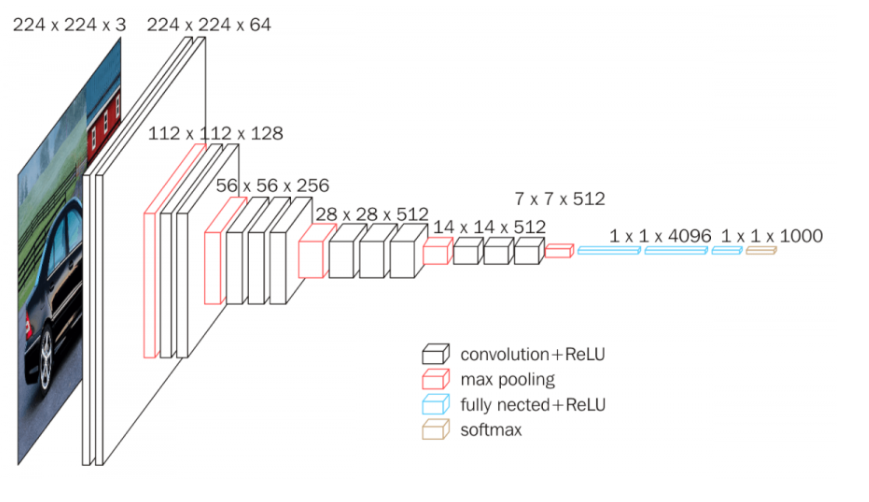 224 x 224 x 3
224 x 224 x 64
112 x 112 x 128
56 x 56 x 256
28 x 28 x 512
14 x 14 x 512
7 x 7 x 512
1 x 1 x 4096
1 x 1 x 1000
convolution+ReLU
max pooling
fully nected+ReLU
softmax